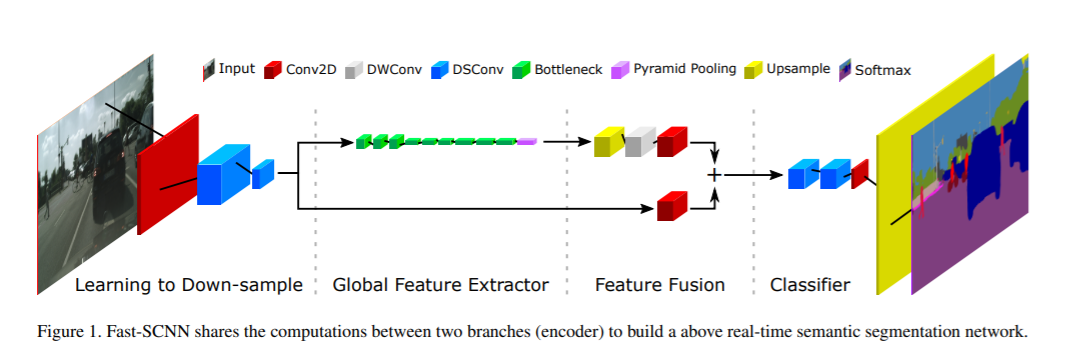 Input Conv2D DWConv DSConv Bottleneck Pyramid Pooling Upsample Softmax
+
Learning to Down-sample Global Feature Extractor Feature Fusion Classifier
Figure 1. Fast-SCNN shares the computations between two branches (encoder) to build a above real-time semantic segmentation network.